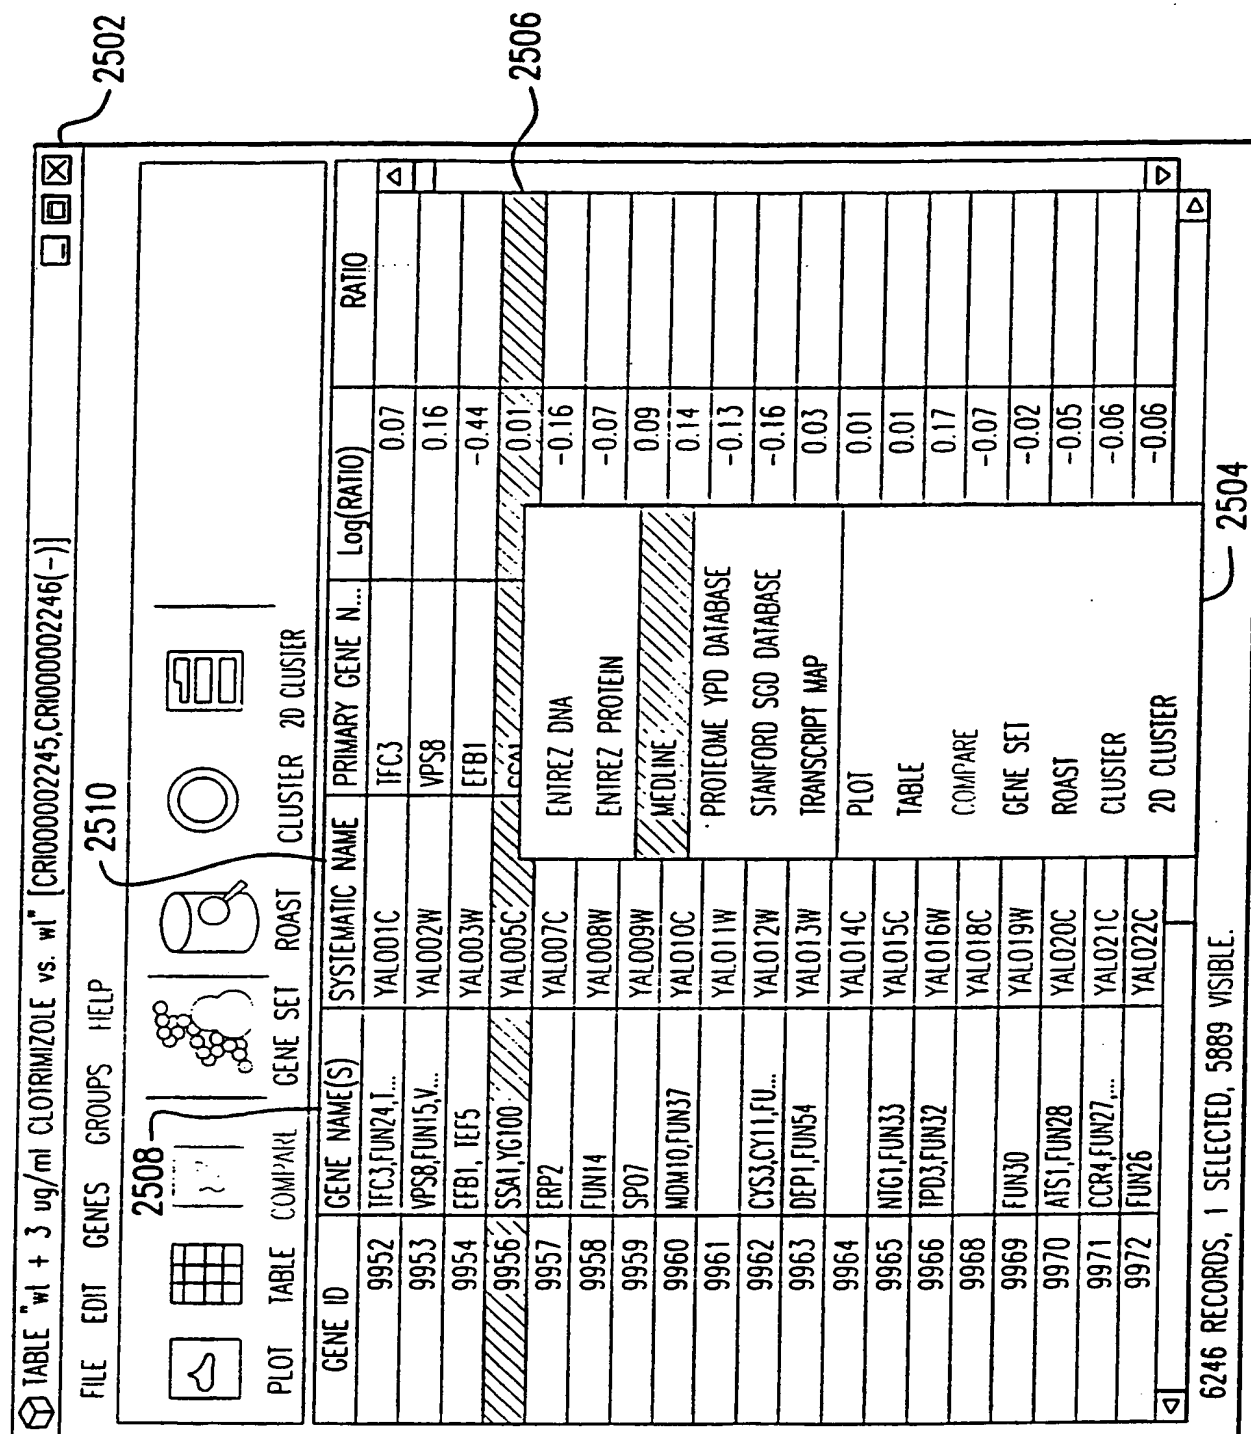 TABLE "wt + 3 ug/ml CLOTRIMIZOLE vs. wt" [CRI0000002245,CRI0000002246(-)]
2502
FILE EDIT GENES GROUPS HELP
2508
2510
PLOT TABLE COMPARE GENE SET ROAST CLUSTER 2D CLUSTER
GENE ID GENE NAME(S) SYSTEMATIC NAME PRIMARY GENE N... Log(RATIO) RATIO
9952 TFC3,FUN24,T... YAL001C TFC3 0.07
9953 VPS8,FUN15,V... YAL002W VPS8 0.16
9954 EFB1, TEF5 YAL003W EFB1 -0.44
9956 SSA1,YG100 YAL005C SSA1 0.01
2506
9957 ERP2 YAL007C -0.16
9958 FUN14 YAL008W -0.07
9959 SPO7 YAL009W 0.09
9960 MDM10,FUN37 YAL010C 0.14
9961 YAL011W -0.13
9962 CYS3,CY11,FU... YAL012W -0.16
9963 DEP1,FUN54 YAL013W 0.03
9964 YAL014C 0.01
9965 NTG1,FUN33 YAL015C 0.01
9966 TPD3,FUN32 YAL016W 0.17
9968 YAL018C -0.07
9969 FUN30 YAL019W -0.02
9970 ATS1,FUN28 YAL020C -0.05
9971 CCR4,FUN27,... YAL021C -0.06
9972 FUN26 YAL022C -0.06
ENTREZ DNA
ENTREZ PROTEIN
MEDLINE
PROTEOME YPD DATABASE
STANFORD SGD DATABASE
TRANSCRIPT MAP
PLOT
TABLE
COMPARE
GENE SET
ROAST
CLUSTER
2D CLUSTER
2504
6246 RECORDS, 1 SELECTED, 5889 VISIBLE.